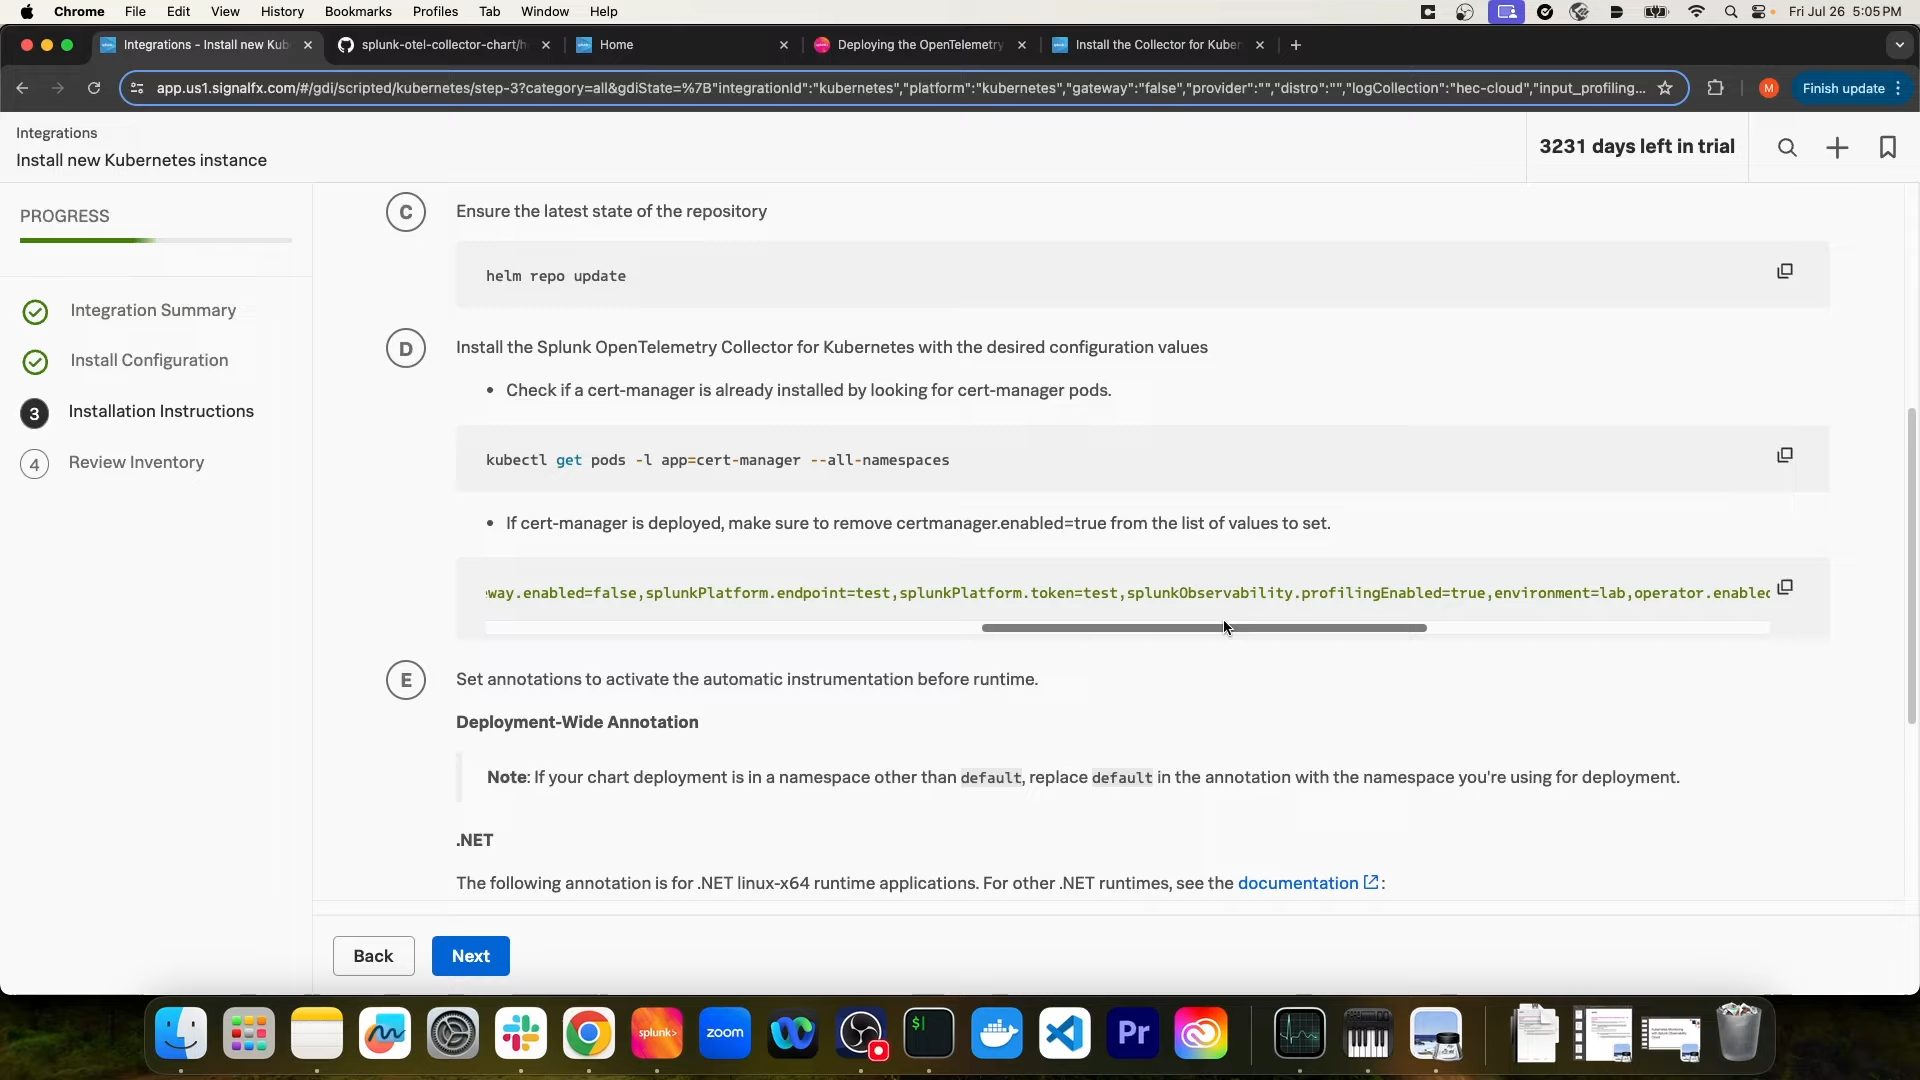 Chrome File Edit View History Bookmarks Profiles Tab Window Help Fri Jul 26 5:05 PM
Integrations - Install new Kub splunk-otel-collector-chart/h Home Deploying the OpenTelemetry Install the Collector for Kuber
app.us1.signalfx.com/#/gdi/scripted/kubernetes/step-3?category=all&gdiState=%7B"integrationId":"kubernetes","platform":"kubernetes","gateway":"false","provider":"","distro":"","logCollection":"hec-cloud","input_profiling... M Finish update
Integrations
Install new Kubernetes instance
3231 days left in trial
PROGRESS
Integration Summary
Install Configuration
3 Installation Instructions
4 Review Inventory
C Ensure the latest state of the repository
helm repo update
D Install the Splunk OpenTelemetry Collector for Kubernetes with the desired configuration values
• Check if a cert-manager is already installed by looking for cert-manager pods.
kubectl get pods -l app=cert-manager --all-namespaces
• If cert-manager is deployed, make sure to remove certmanager.enabled=true from the list of values to set.
way.enabled=false,splunkPlatform.endpoint=test,splunkPlatform.token=test,splunkObservability.profilingEnabled=true,environment=lab,operator.enabled
E Set annotations to activate the automatic instrumentation before runtime.
Deployment-Wide Annotation
Note: If your chart deployment is in a namespace other than default, replace default in the annotation with the namespace you're using for deployment.
.NET
The following annotation is for .NET linux-x64 runtime applications. For other .NET runtimes, see the documentation :
Back Next
splunk> zoom $| Pr